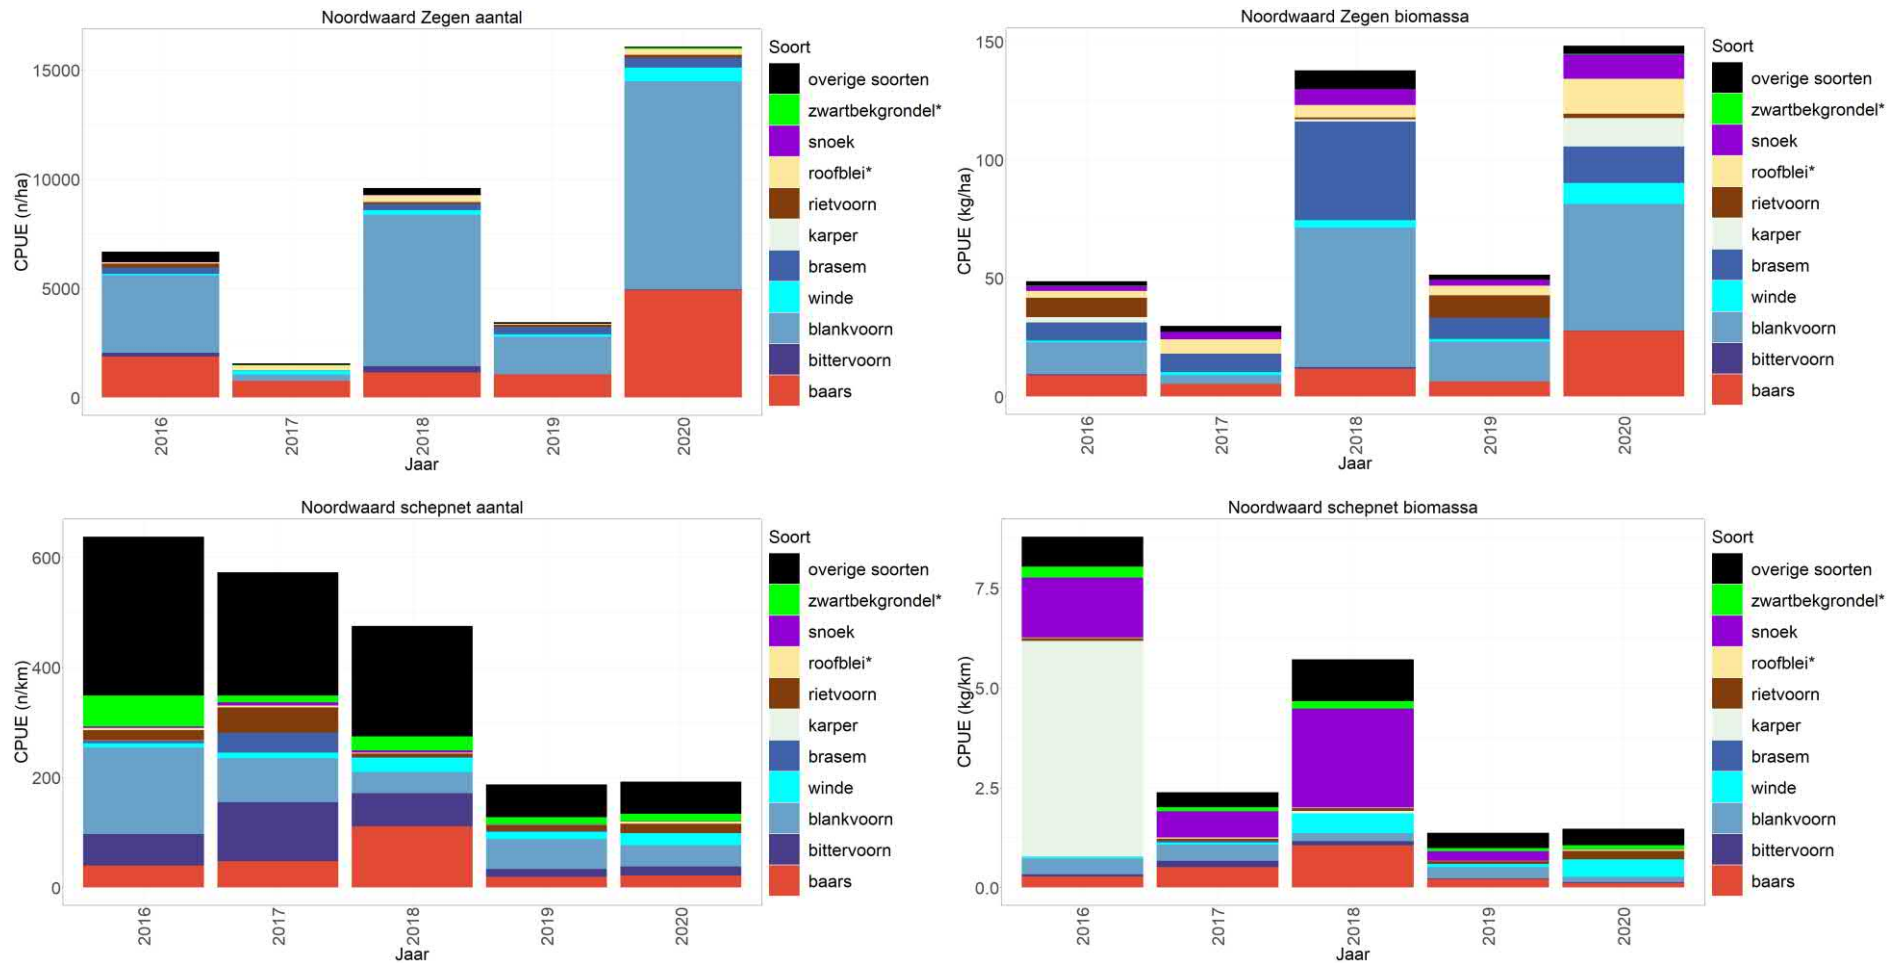 Noordwaard Zegen aantal
CPUE (n/ha)
15000
10000
5000
0
2016
2017
2018
2019
2020
Jaar
Soort
overige soorten
zwartbekgrondel*
snoek
roofblei*
rietvoorn
karper
brasem
winde
blankvoorn
bittervoorn
baars
Noordwaard Zegen biomassa
CPUE (kg/ha)
150
100
50
0
2016
2017
2018
2019
2020
Jaar
Soort
overige soorten
zwartbekgrondel*
snoek
roofblei*
rietvoorn
karper
brasem
winde
blankvoorn
bittervoorn
baars
Noordwaard schepnet aantal
CPUE (n/km)
600
400
200
0
2016
2017
2018
2019
2020
Jaar
Soort
overige soorten
zwartbekgrondel*
snoek
roofblei*
rietvoorn
karper
brasem
winde
blankvoorn
bittervoorn
baars
Noordwaard schepnet biomassa
CPUE (kg/km)
7.5
5.0
2.5
0.0
2016
2017
2018
2019
2020
Jaar
Soort
overige soorten
zwartbekgrondel*
snoek
roofblei*
rietvoorn
karper
brasem
winde
blankvoorn
bittervoorn
baars